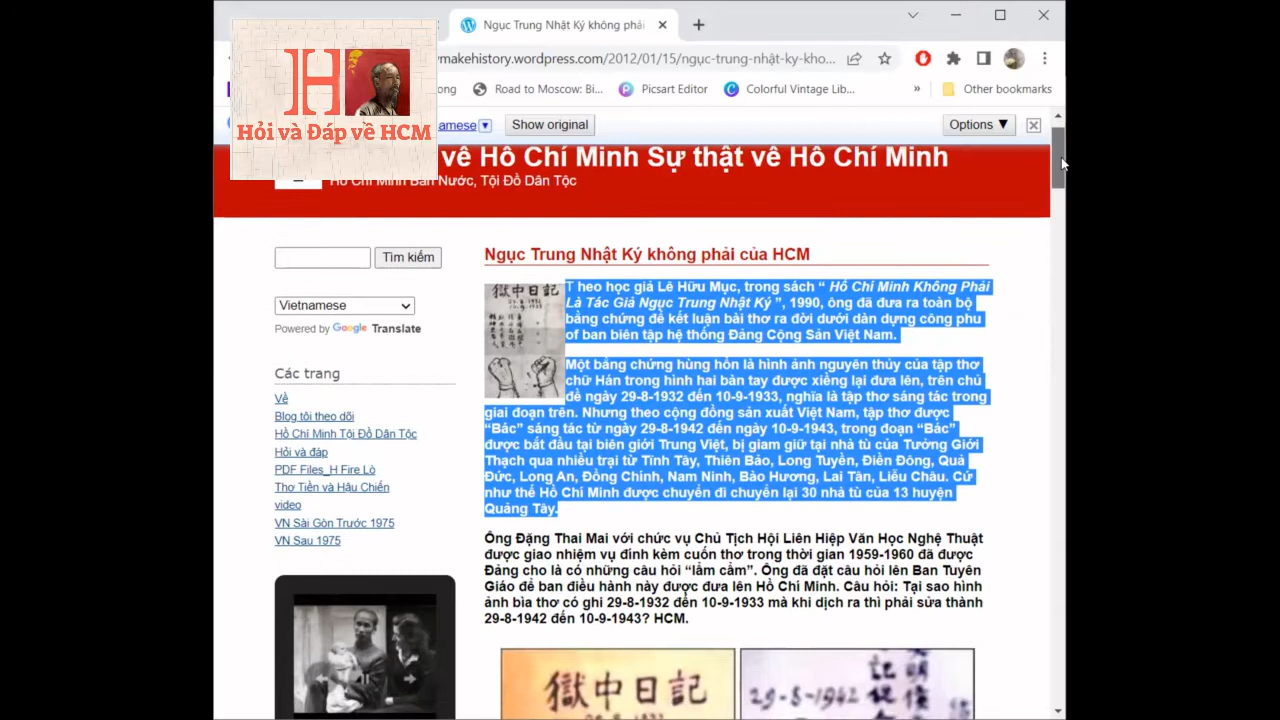 Ngục Trung Nhật Ký không phải
ymakehistory.wordpress.com/2012/01/15/ngục-trung-nhật-ky-kho...
ong
Road to Moscow: Bi...
Picsart Editor
Colorful Vintage Lib...
»
Other bookmarks
H
Hỏi và Đáp về HCM
amese
Show original
Options ▼
về Hồ Chí Minh Sự thật về Hồ Chí Minh
Hồ Chí Minh Bán Nước, Tội Đồ Dân Tộc
Tìm kiếm
Vietnamese
Powered by Google Translate
Các trang
Về
Blog tôi theo dõi
Hồ Chí Minh Tội Đồ Dân Tộc
Hỏi và đáp
PDF Files_H Fire Lò
Thơ Tiền và Hậu Chiến
video
VN Sài Gòn Trước 1975
VN Sau 1975
Ngục Trung Nhật Ký không phải của HCM
獄中日記
T heo học giả Lê Hữu Mục, trong sách “ Hồ Chí Minh Không Phải
Là Tác Giả Ngục Trung Nhật Ký ”, 1990, ông đã đưa ra toàn bộ
bằng chứng để kết luận bài thơ ra đời dưới dàn dựng công phu
of ban biên tập hệ thống Đảng Cộng Sản Việt Nam.
Một bằng chứng hùng hồn là hình ảnh nguyên thủy của tập thơ
chữ Hán trong hình hai bàn tay được xiềng lại đưa lên, trên chủ
đề ngày 29-8-1932 đến 10-9-1933, nghĩa là tập thơ sáng tác trong
giai đoạn trên. Nhưng theo cộng đồng sản xuất Việt Nam, tập thơ được
“Bác” sáng tác từ ngày 29-8-1942 đến ngày 10-9-1943, trong đoạn “Bác”
được bắt đầu tại biên giới Trung Việt, bị giam giữ tại nhà tù của Tưởng Giới
Thạch qua nhiều trại từ Tĩnh Tây, Thiên Bảo, Long Tuyền, Điền Đông, Quả
Đức, Long An, Đồng Chính, Nam Ninh, Bảo Hương, Lai Tân, Liễu Châu. Cứ
như thế Hồ Chí Minh được chuyển đi chuyển lại 30 nhà tù của 13 huyện
Quảng Tây.
Ông Đặng Thai Mai với chức vụ Chủ Tịch Hội Liên Hiệp Văn Học Nghệ Thuật
được giao nhiệm vụ đính kèm cuốn thơ trong thời gian 1959-1960 đã được
Đảng cho là có những câu hỏi “lẩm cẩm”. Ông đã đặt câu hỏi lên Ban Tuyên
Giáo để ban điều hành này được đưa lên Hồ Chí Minh. Câu hỏi: Tại sao hình
ảnh bìa thơ có ghi 29-8-1932 đến 10-9-1933 mà khi dịch ra thì phải sửa thành
29-8-1942 đến 10-9-1943? HCM.
獄中日記
29-8-1942